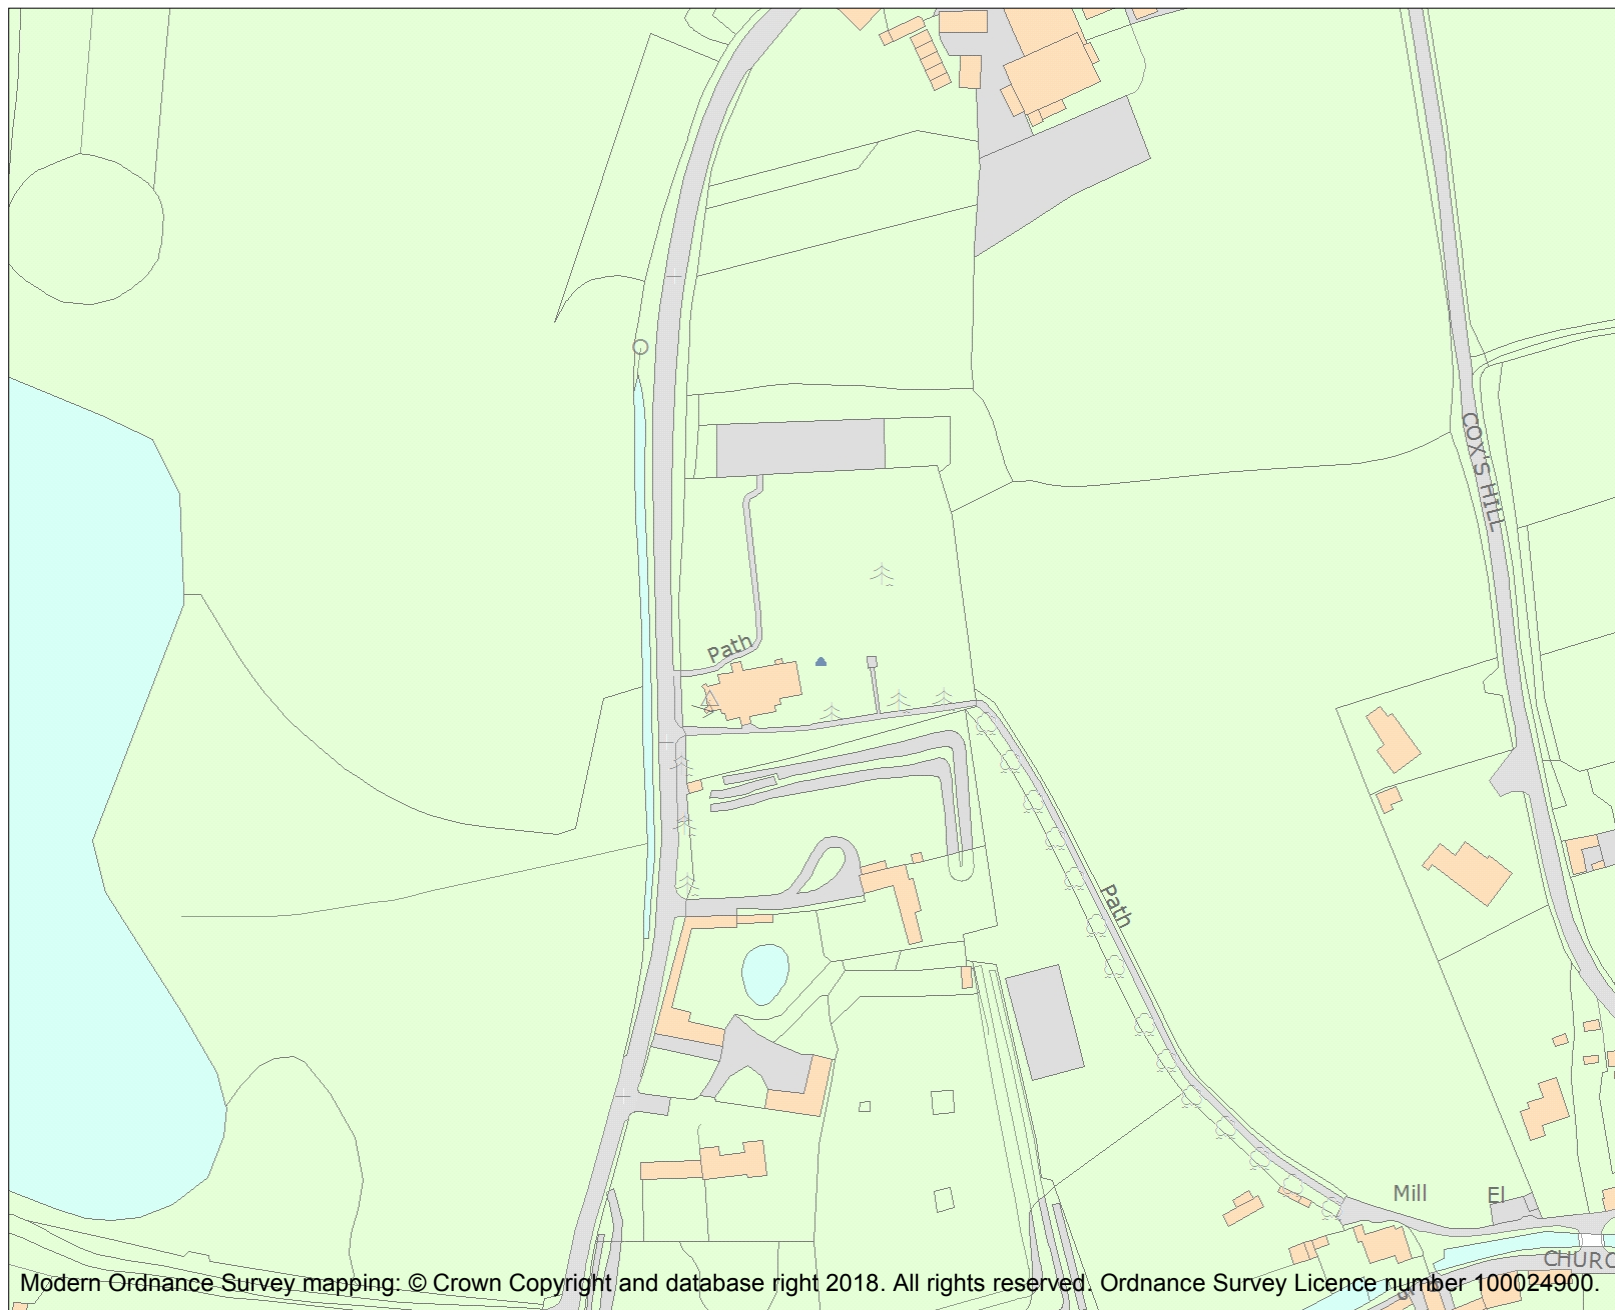 COX'S HILL
Path
Path
Mill
El
CHURC
Modern Ordnance Survey mapping: © Crown Copyright and database right 2018. All rights reserved. Ordnance Survey Licence number 100024900.